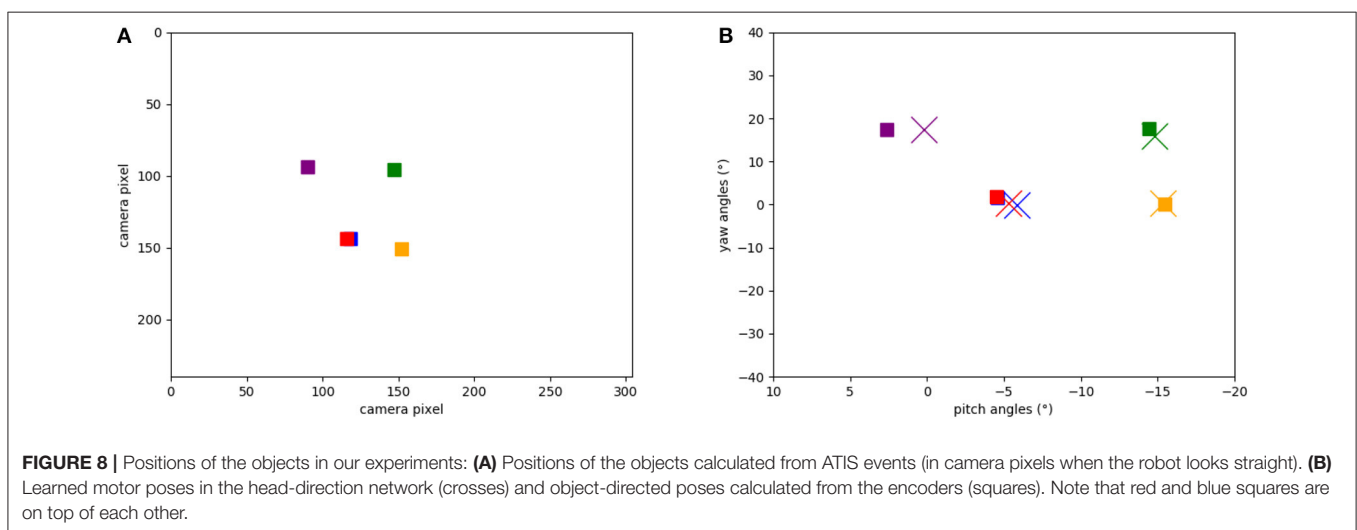 A
0
50
100
150
200
camera pixel
0 50 100 150 200 250 300
camera pixel
B
40
30
20
10
0
−10
−20
−30
−40
yaw angles (°)
10 5 0 −5 −10 −15 −20
pitch angles (°)
FIGURE 8 | Positions of the objects in our experiments: (A) Positions of the objects calculated from ATIS events (in camera pixels when the robot looks straight). (B)
Learned motor poses in the head-direction network (crosses) and object-directed poses calculated from the encoders (squares). Note that red and blue squares are
on top of each other.